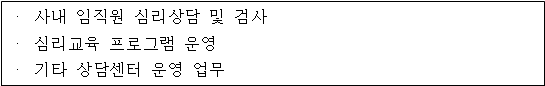 · 사내 임직원 심리상담 및 검사
· 심리교육 프로그램 운영
· 기타 상담센터 운영 업무